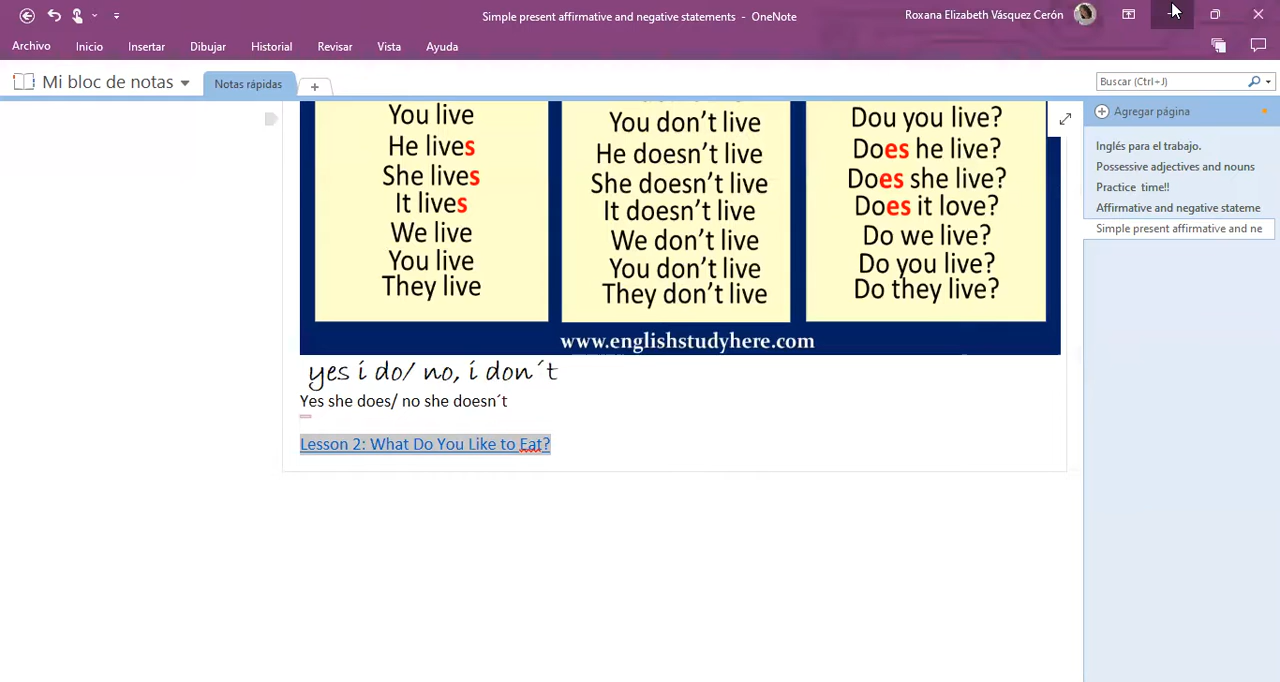 Simple present affirmative and negative statements - OneNote
Roxana Elizabeth Vásquez Cerón
Archivo Inicio Insertar Dibujar Historial Revisar Vista Ayuda
Mi bloc de notas
Notas rápidas
Buscar (Ctrl+J)
Agregar página
Inglés para el trabajo.
Possessive adjectives and nouns
Practice time!!
Affirmative and negative stateme
Simple present affirmative and ne
You live
He lives
She lives
It lives
We live
You live
They live
You don't live
He doesn't live
She doesn't live
It doesn't live
We don't live
You don't live
They don't live
Dou you live?
Does he live?
Does she live?
Does it love?
Do we live?
Do you live?
Do they live?
www.englishstudyhere.com
yes i do/ no, i don´t
Yes she does/ no she doesn´t
Lesson 2: What Do You Like to Eat?